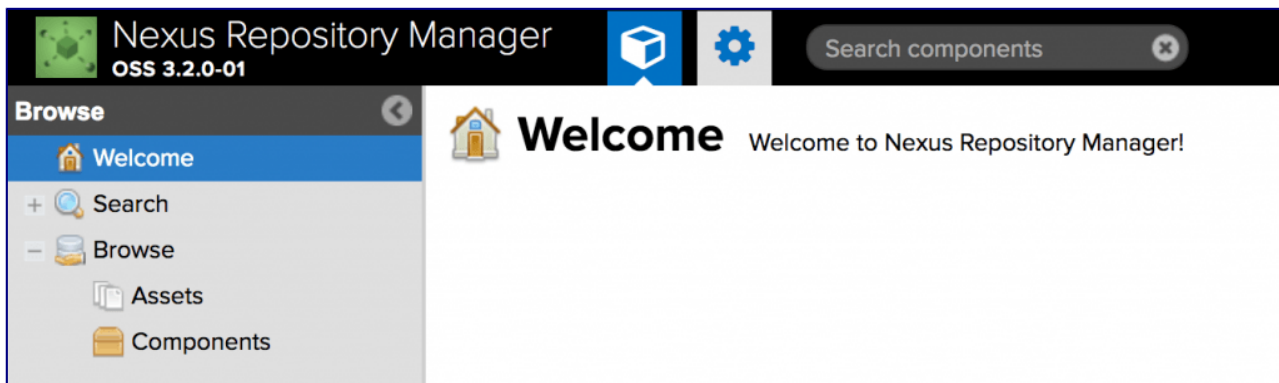 Nexus Repository Manager
OSS 3.2.0-01
Search components
Browse
Welcome
Search
Browse
Assets
Components
Welcome Welcome to Nexus Repository Manager!